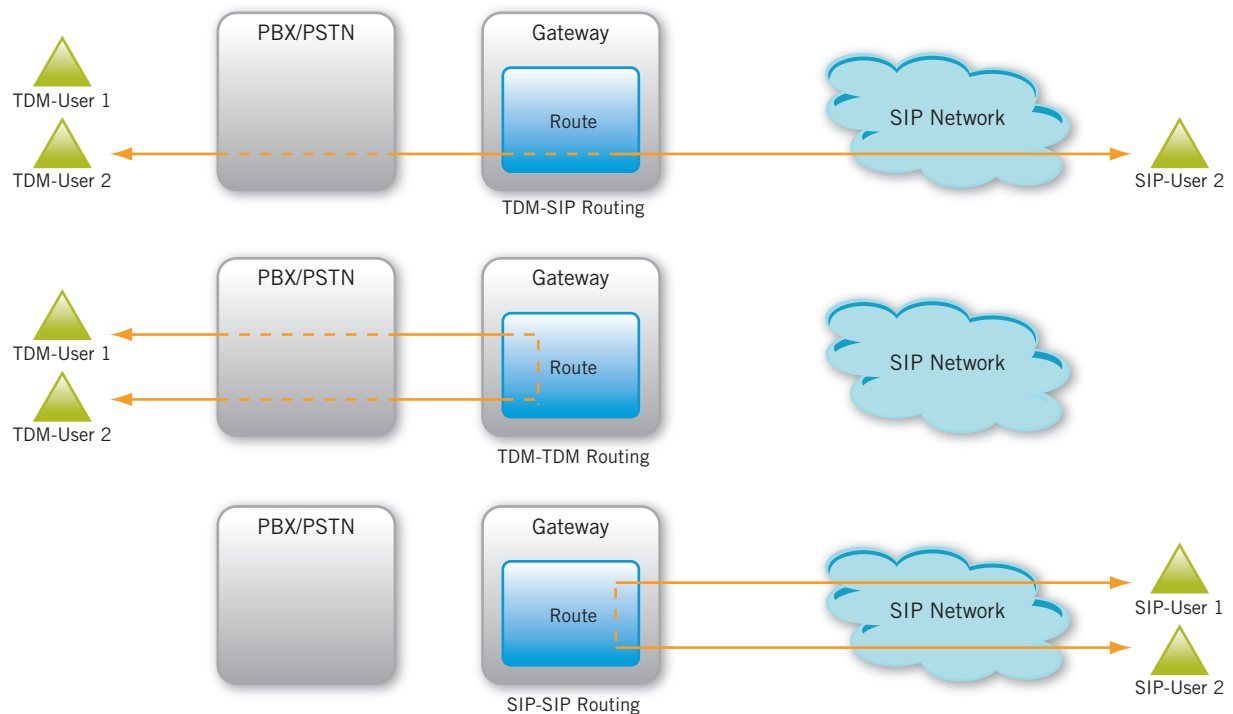 PBX/PSTN
Gateway
TDM-User 1
Route
SIP Network
TDM-User 2
SIP-User 2
TDM-SIP Routing
PBX/PSTN
Gateway
TDM-User 1
Route
SIP Network
TDM-User 2
TDM-TDM Routing
PBX/PSTN
Gateway
Route
SIP Network
SIP-User 1
SIP-User 2
SIP-SIP Routing